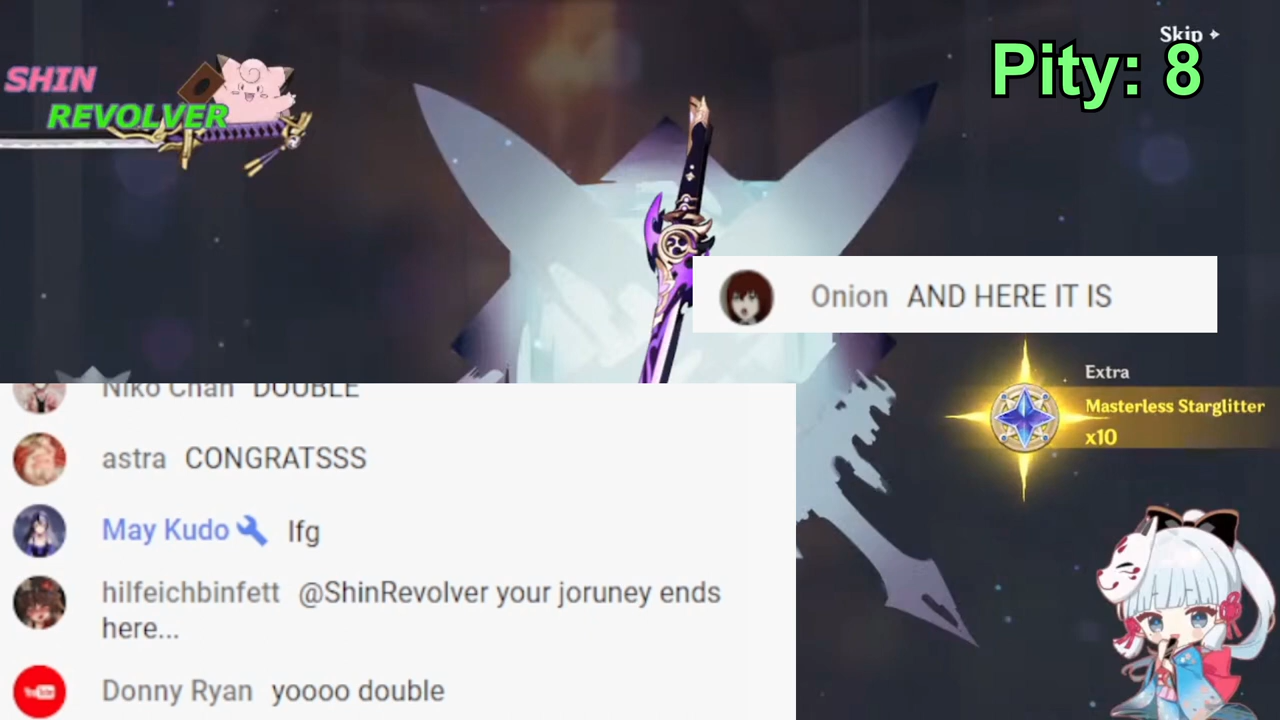 Skip
Pity: 8
SHIN
REVOLVER
Onion AND HERE IT IS
Extra
Masterless Starglitter
x10
Niko Chan DOUBLE
astra CONGRATSSS
May Kudo lfg
hilfeichbinfett @ShinRevolver your joruney ends
here...
Donny Ryan yoooo double